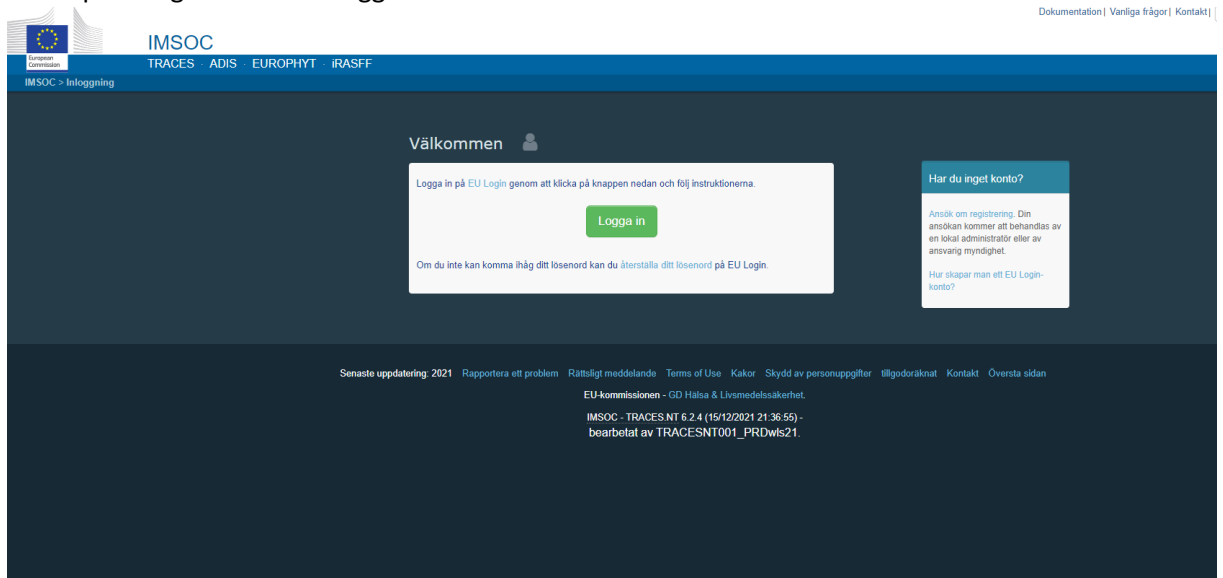 Dokumentation | Vanliga frågor | Kontakt |
IMSOC
European
Commission
TRACES · ADIS · EUROPHYT · iRASFF
IMSOC > Inloggning
Välkommen
Logga in på EU Login genom att klicka på knappen nedan och följ instruktionerna.
Logga in
Om du inte kan komma ihåg ditt lösenord kan du återställa ditt lösenord på EU Login.
Har du inget konto?
Ansök om registrering. Din
ansökan kommer att behandlas av
en lokal administratör eller av
ansvarig myndighet.
Hur skapar man ett EU Login-
konto?
Senaste uppdatering: 2021 Rapportera ett problem Rättsligt meddelande Terms of Use Kakor Skydd av personuppgifter tillgodoräknat Kontakt Översta sidan
EU-kommissionen - GD Hälsa & Livsmedelssäkerhet.
IMSOC - TRACES.NT 6.2.4 (15/12/2021 21:36:55) -
bearbetat av TRACESNT001_PRDwls21.